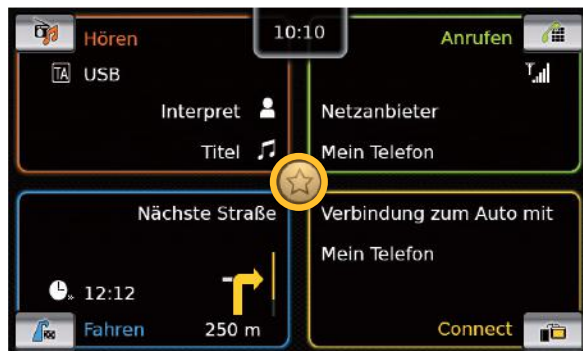 Hören
10:10
Anrufen
TA USB
Interpret
Titel
Netzanbieter
Mein Telefon
Nächste Straße
12:12
Fahren 250 m
Verbindung zum Auto mit
Mein Telefon
Connect